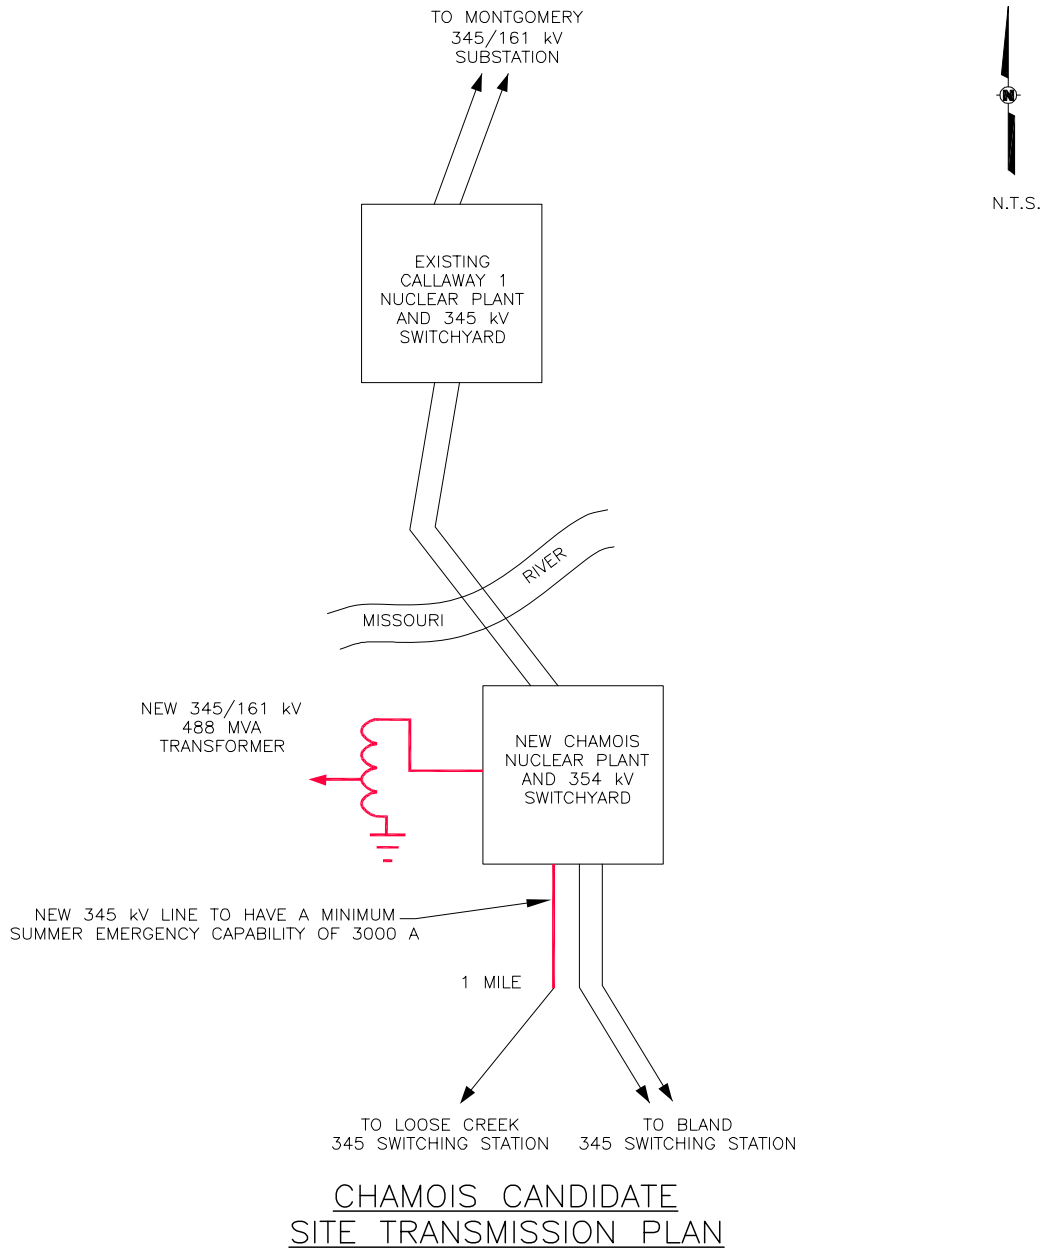 TO MONTGOMERY
345/161 kV
SUBSTATION
N
N.T.S.
EXISTING
CALLAWAY 1
NUCLEAR PLANT
AND 345 kV
SWITCHYARD
RIVER
MISSOURI
NEW 345/161 kV
488 MVA
TRANSFORMER
NEW CHAMOIS
NUCLEAR PLANT
AND 354 kV
SWITCHYARD
NEW 345 kV LINE TO HAVE A MINIMUM
SUMMER EMERGENCY CAPABILITY OF 3000 A
1 MILE
TO LOOSE CREEK
345 SWITCHING STATION
TO BLAND
345 SWITCHING STATION
CHAMOIS CANDIDATE
SITE TRANSMISSION PLAN